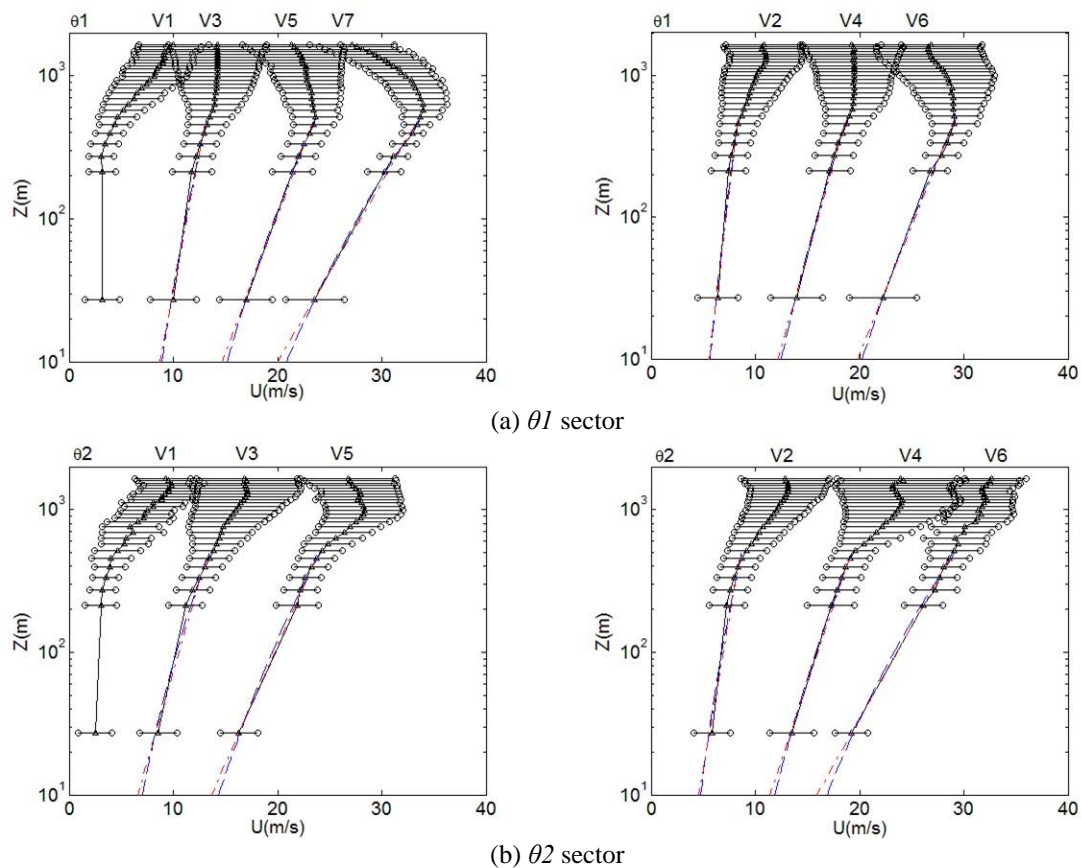 θ1 V1 V3 V5 V7
10³
10²
10¹
Z(m)
0 10 20 30 40
U(m/s)
θ1 V2 V4 V6
10³
10²
10¹
Z(m)
0 10 20 30 40
U(m/s)
(a) θ1 sector
θ2 V1 V3 V5
10³
10²
10¹
Z(m)
0 10 20 30 40
U(m/s)
θ2 V2 V4 V6
10³
10²
10¹
Z(m)
0 10 20 30 40
U(m/s)
(b) θ2 sector